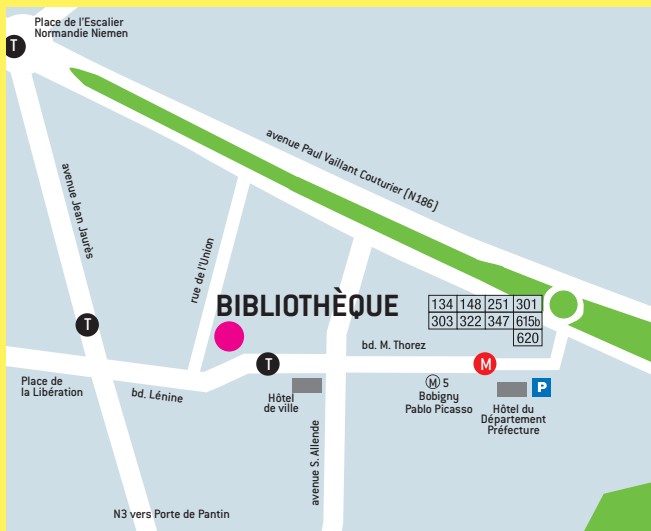 Place de l'Escalier
Normandie Niemen
T
avenue Paul Vaillant Couturier (N186)
avenue Jean Jaurès
rue de l'Union
BIBLIOTHÈQUE
134 148 251 301
303 322 347 615b
620
T
bd. M. Thorez
T
M
Place de
la Libération
bd. Lénine
Hôtel
de ville
M 5
Bobigny
Pablo Picasso
P
Hôtel du
Département
Préfecture
avenue S. Allende
N3 vers Porte de Pantin